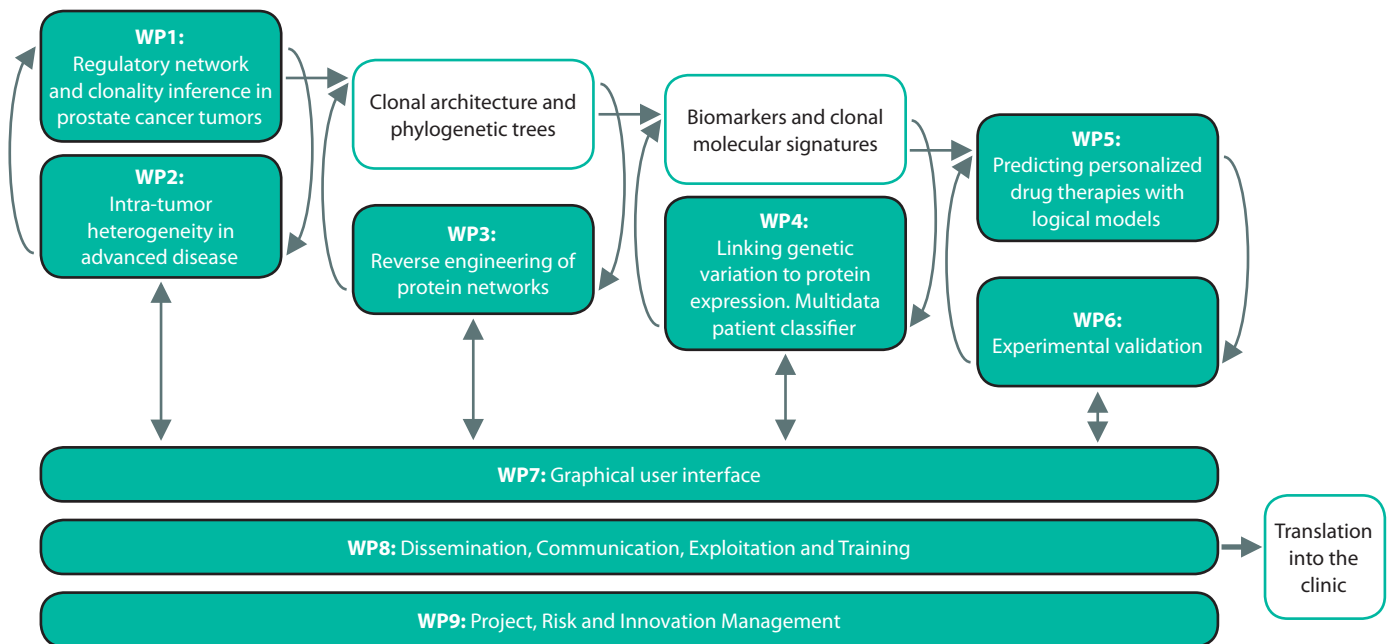 WP1:
Regulatory network
and clonality inference in
prostate cancer tumors
WP2:
Intra-tumor
heterogeneity in
advanced disease
Clonal architecture and
phylogenetic trees
WP3:
Reverse engineering of
protein networks
Biomarkers and clonal
molecular signatures
WP4:
Linking genetic
variation to protein
expression. Multidata
patient classifier
WP5:
Predicting personalized
drug therapies with
logical models
WP6:
Experimental validation
WP7: Graphical user interface
WP8: Dissemination, Communication, Exploitation and Training
Translation
into the
clinic
WP9: Project, Risk and Innovation Management